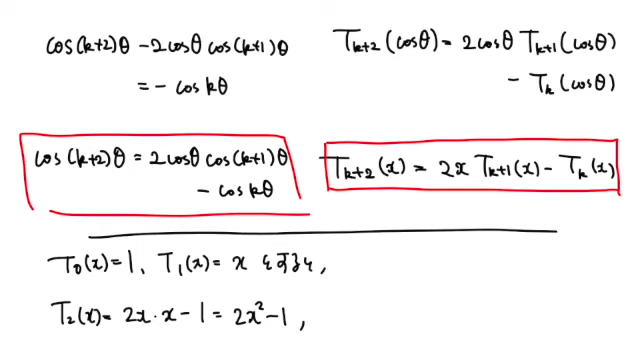 cos(k+2)θ - 2cosθ cos(k+1)θ
= - cos kθ
cos(k+2)θ = 2cosθ cos(k+1)θ
- cos kθ
T_{k+2}(cosθ) = 2cosθ T_{k+1}(cosθ)
- T_k(cosθ)
T_{k+2}(x) = 2x T_{k+1}(x) - T_k(x)
T_0(x)=1、T_1(x)= x とすると,
T_2(x)= 2x·x-1 = 2x²-1,